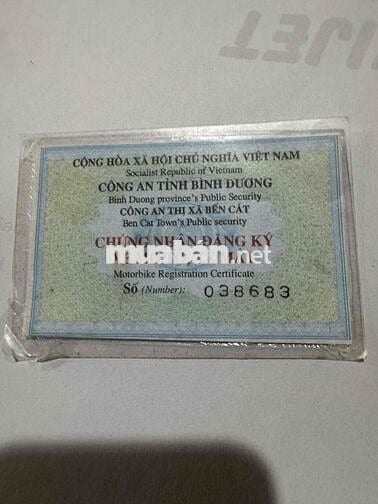 CỘNG HÒA XÃ HỘI CHỦ NGHĨA VIỆT NAM
Socialist Republic of Vietnam
CÔNG AN TỈNH BÌNH DƯƠNG
Binh Duong province's Public Security
CÔNG AN THỊ XÃ BẾN CÁT
Ben Cat Town's Public security
CHỨNG NHẬN ĐĂNG KÝ
muaban.net
Motorbike Registration Certificate
Số (Number): 038683